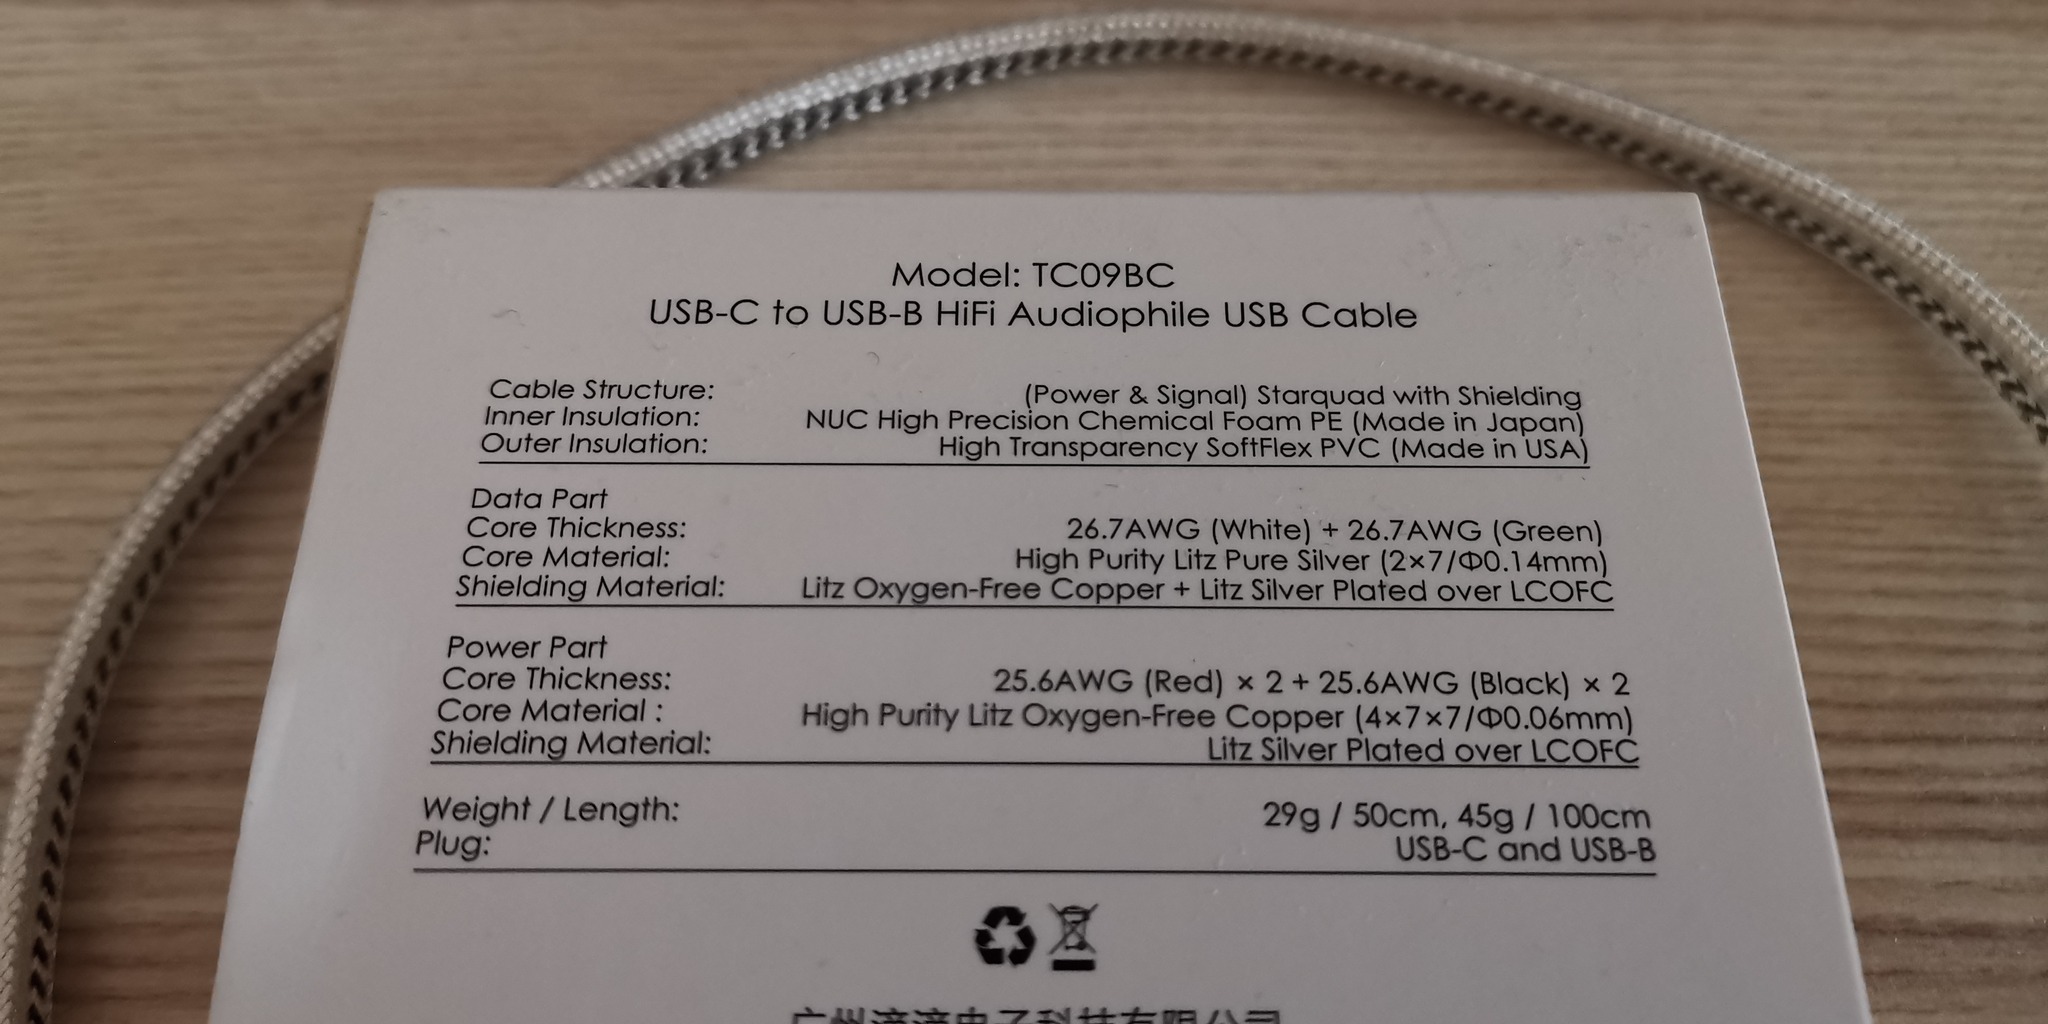 Model: TC09BC
USB-C to USB-B HiFi Audiophile USB Cable
Cable Structure: (Power & Signal) Starquad with Shielding
Inner Insulation: NUC High Precision Chemical Foam PE (Made in Japan)
Outer Insulation: High Transparency SoftFlex PVC (Made in USA)
Data Part
Core Thickness: 26.7AWG (White) + 26.7AWG (Green)
Core Material: High Purity Litz Pure Silver (2×7/Φ0.14mm)
Shielding Material: Litz Oxygen-Free Copper + Litz Silver Plated over LCOFC
Power Part
Core Thickness: 25.6AWG (Red) × 2 + 25.6AWG (Black) × 2
Core Material : High Purity Litz Oxygen-Free Copper (4×7×7/Φ0.06mm)
Shielding Material: Litz Silver Plated over LCOFC
Weight / Length: 29g / 50cm, 45g / 100cm
Plug: USB-C and USB-B